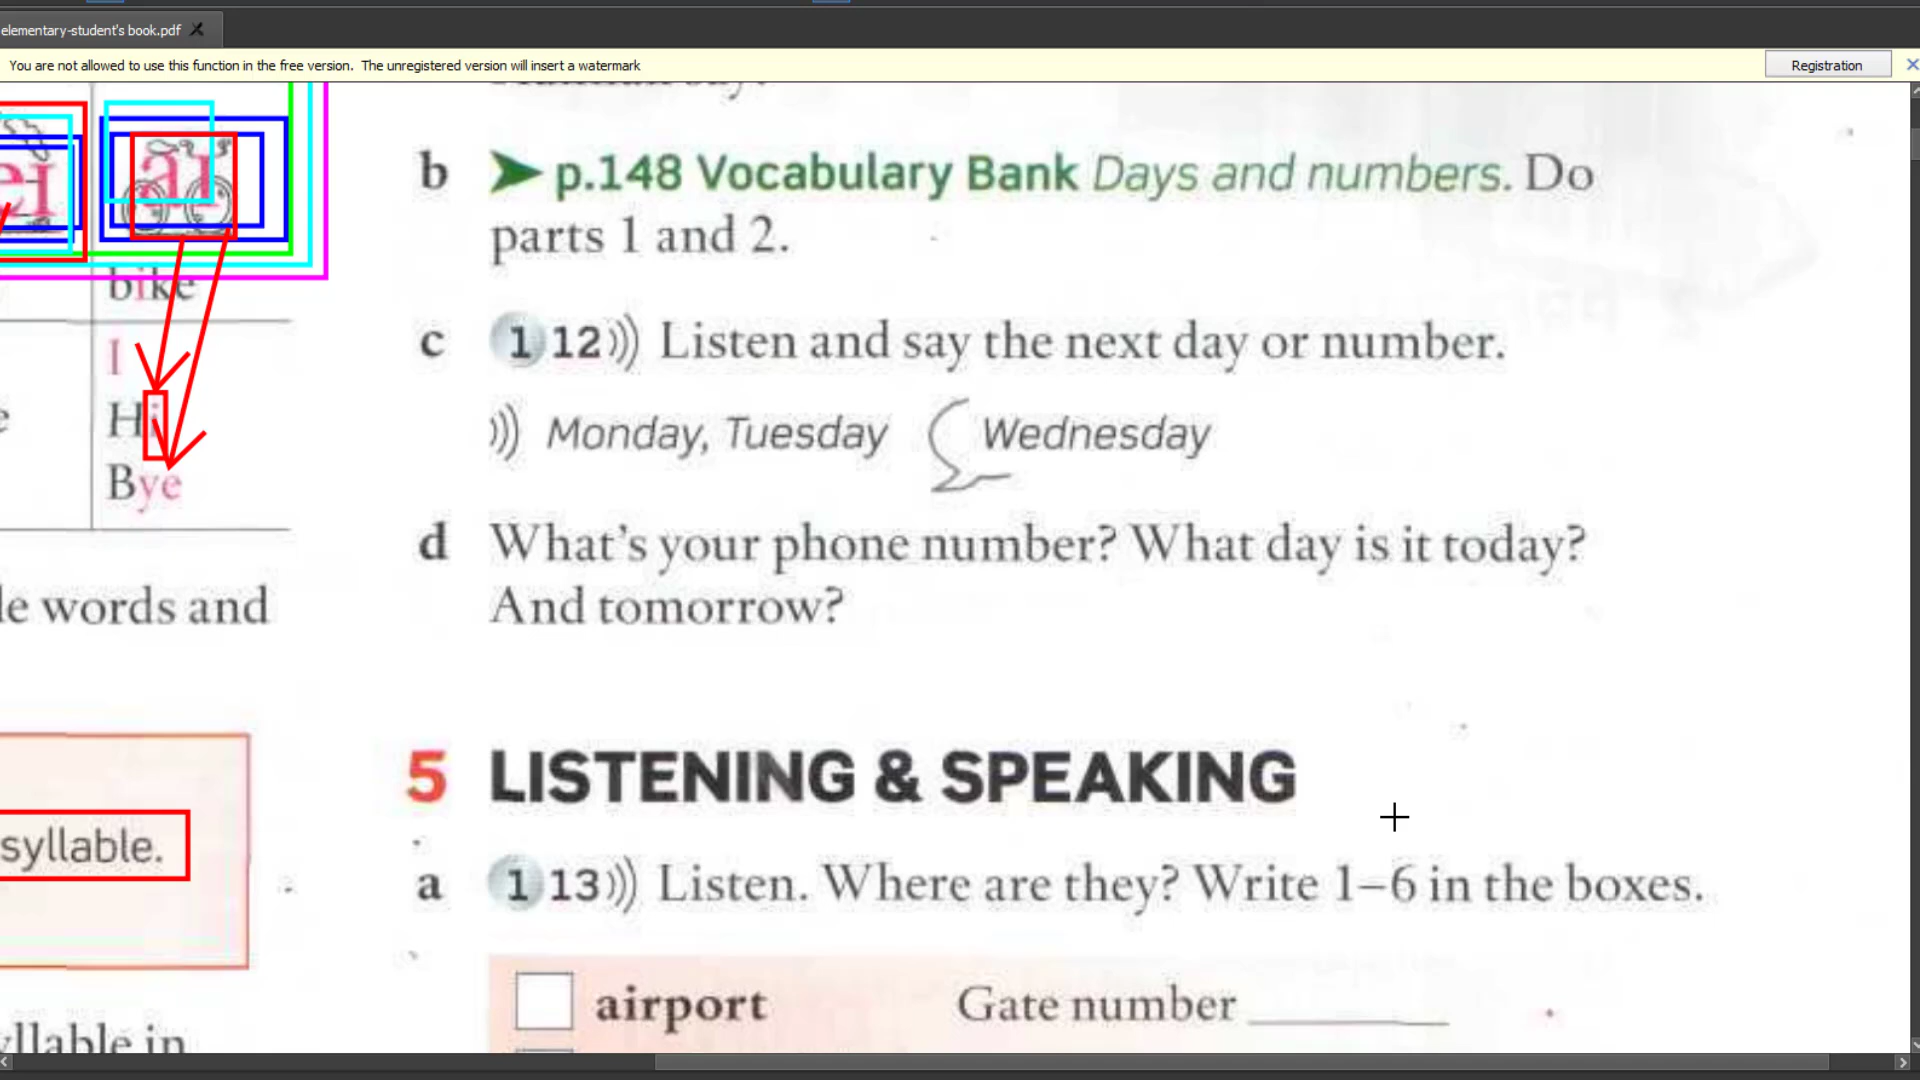 elementary-student's book.pdf
You are not allowed to use this function in the free version. The unregistered version will insert a watermark
Registration
eɪ
aɪ
bike
I
Hi
Bye
le words and
syllable.
yllable in
b p.148 Vocabulary Bank Days and numbers. Do
parts 1 and 2.
c 1 12 Listen and say the next day or number.
Monday, Tuesday Wednesday
d What's your phone number? What day is it today?
And tomorrow?
5 LISTENING & SPEAKING
a 1 13 Listen. Where are they? Write 1–6 in the boxes.
airport Gate number